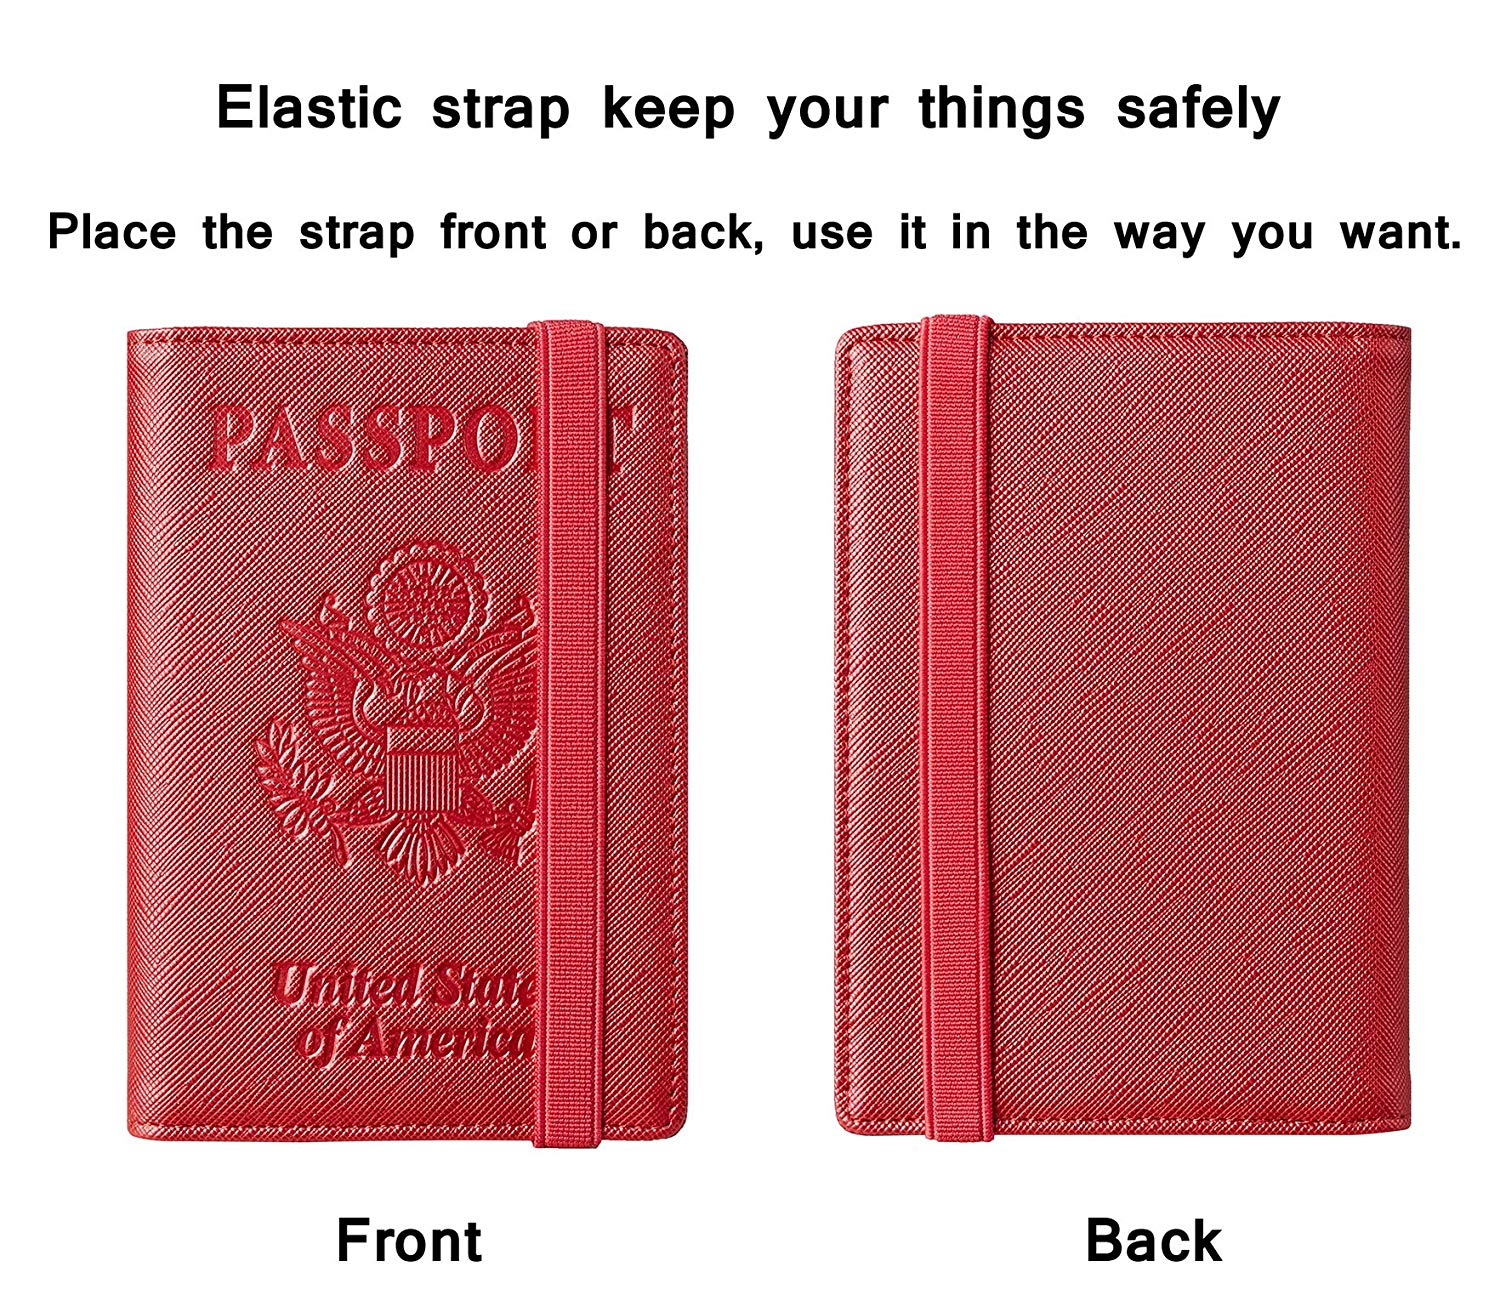 Elastic strap keep your things safely
Place the strap front or back, use it in the way you want.
PASSPO T
United State
of America
Front
Back